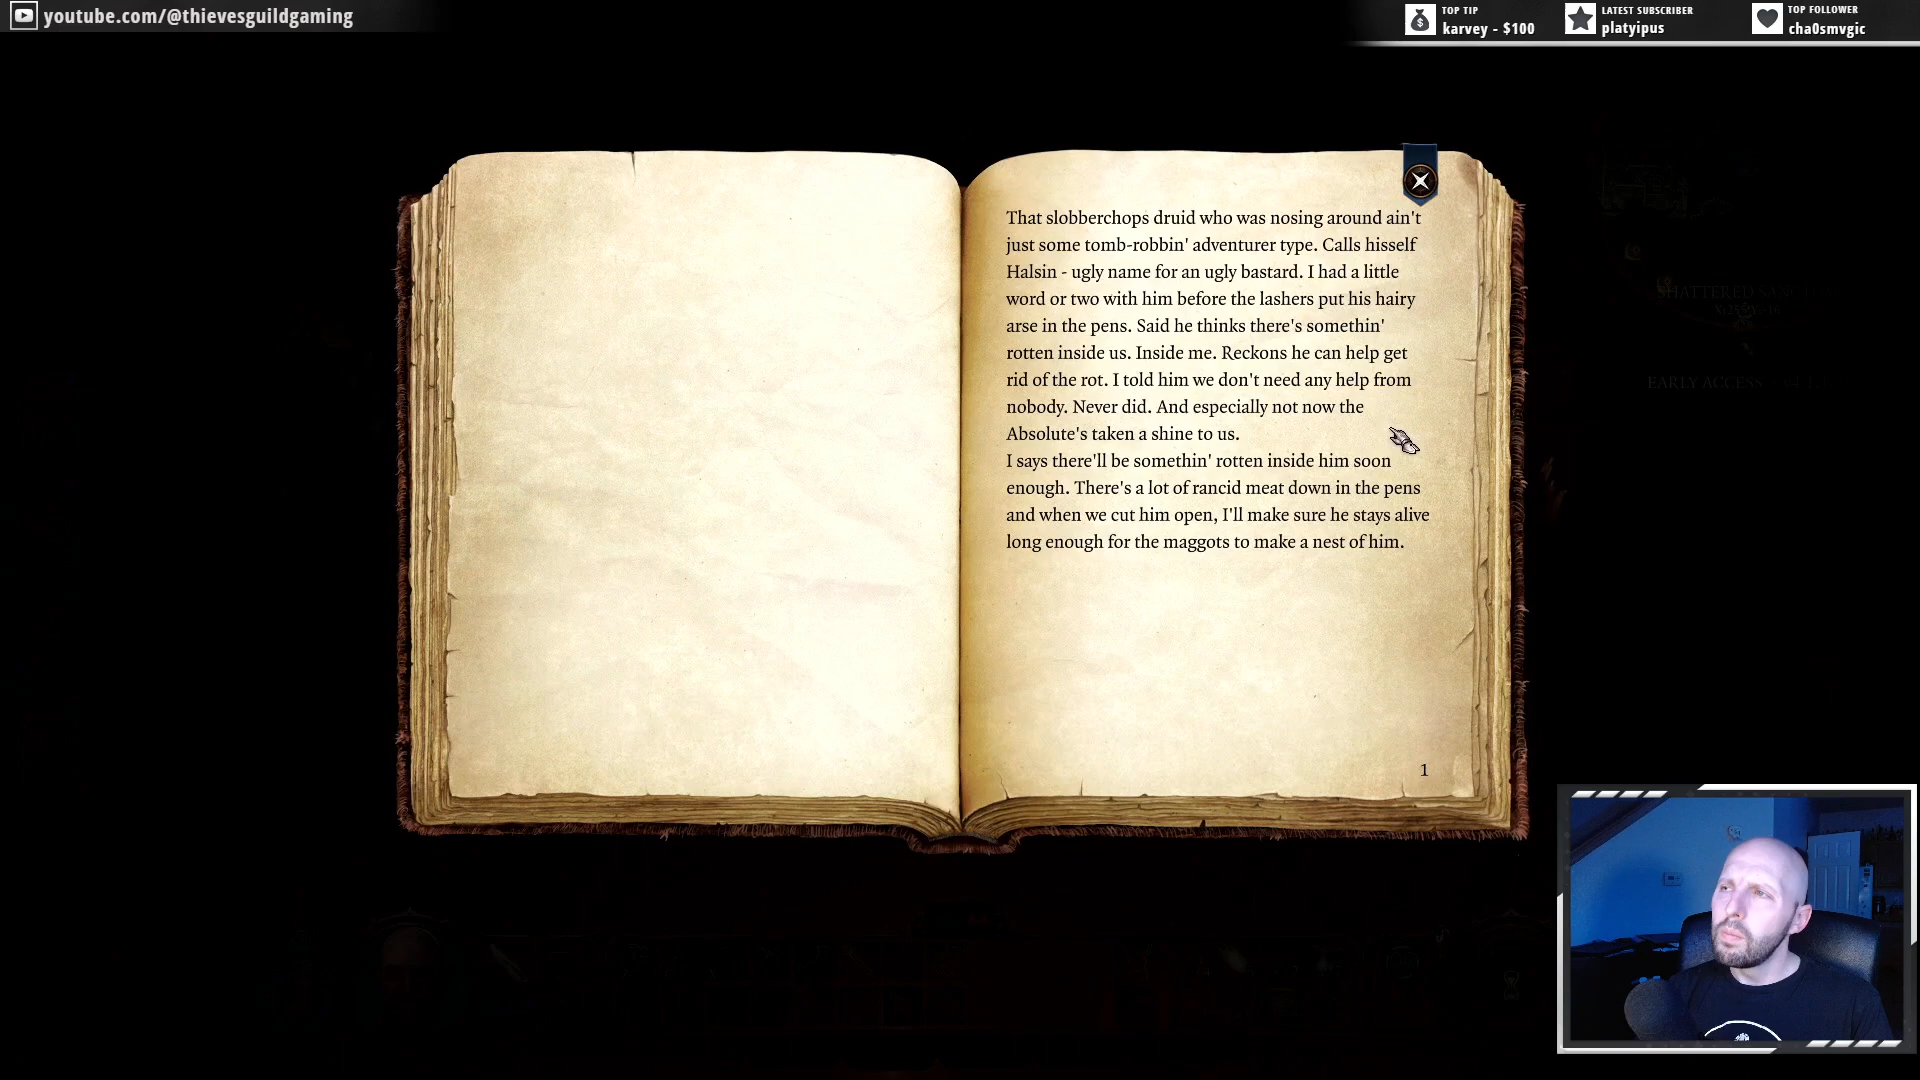 youtube.com/@thievesguildgaming
TOP TIP
karvey - $100
LATEST SUBSCRIBER
platyipus
TOP FOLLOWER
cha0smvgic
That slobberchops druid who was nosing around ain't
just some tomb-robbin' adventurer type. Calls hisself
Halsin - ugly name for an ugly bastard. I had a little
word or two with him before the lashers put his hairy
arse in the pens. Said he thinks there's somethin'
rotten inside us. Inside me. Reckons he can help get
rid of the rot. I told him we don't need any help from
nobody. Never did. And especially not now the
Absolute's taken a shine to us.
I says there'll be somethin' rotten inside him soon
enough. There's a lot of rancid meat down in the pens
and when we cut him open, I'll make sure he stays alive
long enough for the maggots to make a nest of him.
1
SHATTERED
EARLY ACCESS